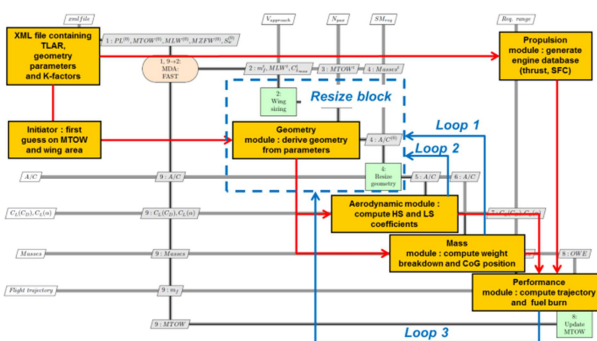 xml file
V_approach
N_pax
SM_req
Req. range
XML file containing
TLAR,
geometry
parameters
and K-factors
1, 9→2:
MDA:
FAST
Propulsion
module : generate
engine database
(thrust, SFC)
2:
Wing
sizing
Resize block
Initiator : first
guess on MTOW
and wing area
Geometry
module : derive geometry
from parameters
4 : A/C^(0)
Loop 1
Loop 2
4:
Resize
geometry
A/C
9 : A/C
5 : A/C
6 : A/C
Aerodynamic module :
compute HS and LS
coefficients
Mass
module : compute weight
breakdown and CoG position
Masses
9 : Masses
8 : OWE
Performance
module : compute trajectory
and fuel burn
Flight trajectory
9 : m_f
8:
Update
MTOW
9 : MTOW
Loop 3